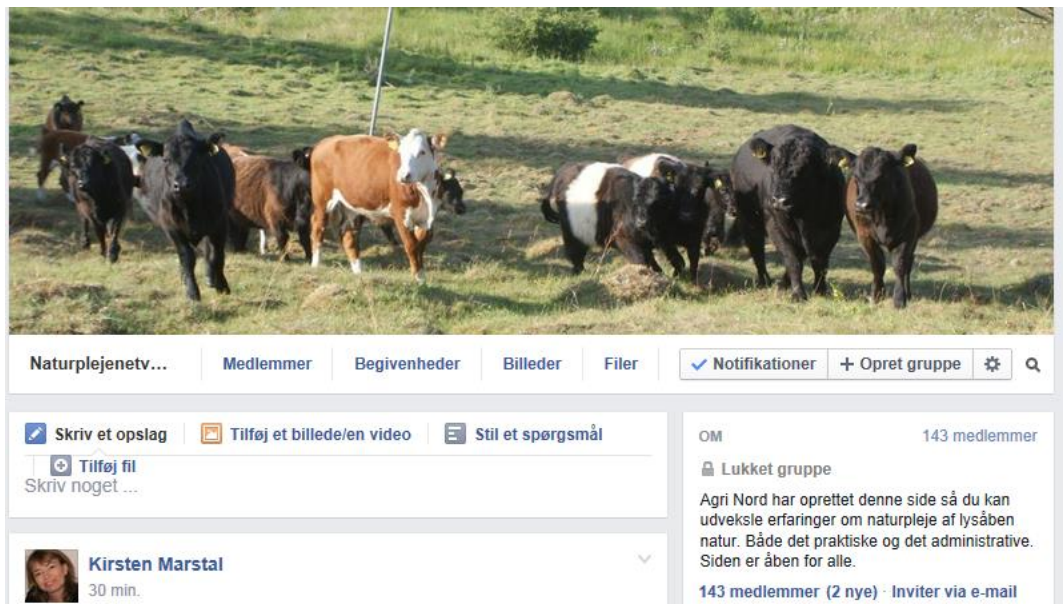 Naturplejenetv...
Medlemmer
Begivenheder
Billeder
Filer
Notifikationer
+ Opret gruppe
Skriv et opslag
Tilføj et billede/en video
Stil et spørgsmål
Tilføj fil
Skriv noget ...
OM
143 medlemmer
Lukket gruppe
Agri Nord har oprettet denne side så du kan
udveksle erfaringer om naturpleje af lysåben
natur. Både det praktiske og det administrative.
Siden er åben for alle.
143 medlemmer (2 nye) · Inviter via e-mail
Kirsten Marstal
30 min.